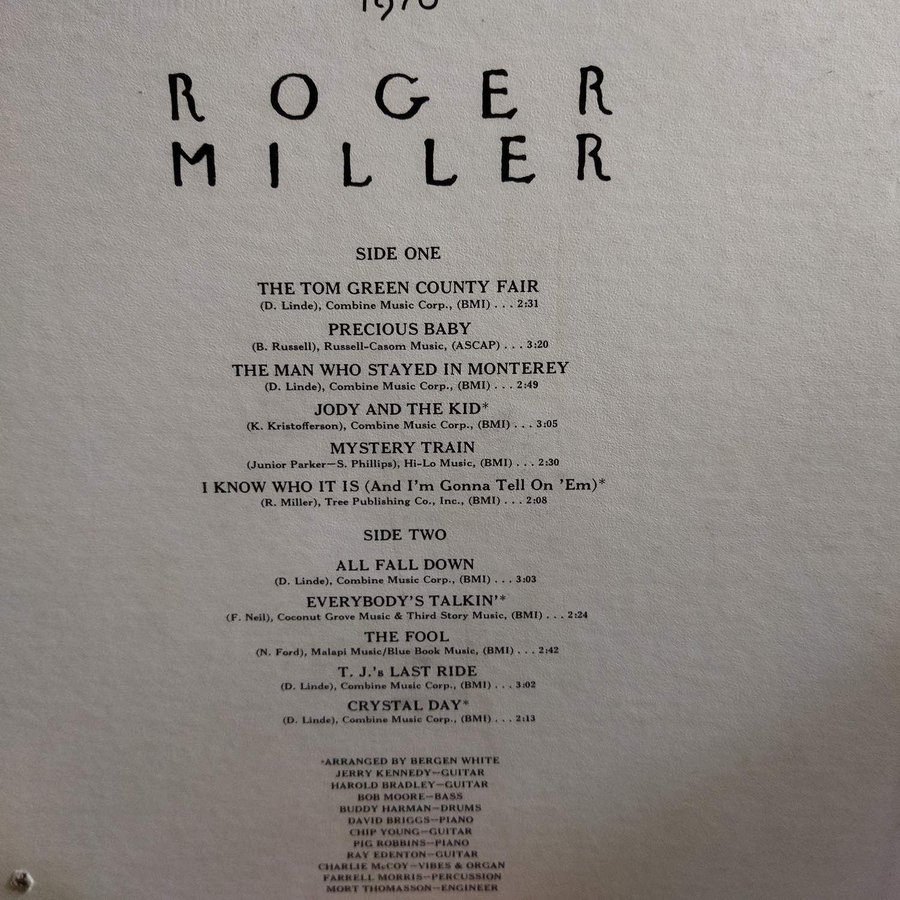 1970
ROGER
MILLER
SIDE ONE
THE TOM GREEN COUNTY FAIR
(D. Linde), Combine Music Corp., (BMI) . . . 2:31
PRECIOUS BABY
(B. Russell), Russell-Casom Music, (ASCAP) . . . 3:20
THE MAN WHO STAYED IN MONTEREY
(D. Linde), Combine Music Corp., (BMI) . . . 2:49
JODY AND THE KID*
(K. Kristofferson), Combine Music Corp., (BMI) . . . 3:05
MYSTERY TRAIN
(Junior Parker—S. Phillips), Hi-Lo Music, (BMI) . . . 2:30
I KNOW WHO IT IS (And I'm Gonna Tell On 'Em)*
(R. Miller), Tree Publishing Co., Inc., (BMI) . . . 2:08
SIDE TWO
ALL FALL DOWN
(D. Linde), Combine Music Corp., (BMI) . . . 3:03
EVERYBODY'S TALKIN'*
(F. Neil), Coconut Grove Music & Third Story Music, (BMI) . . . 2:24
THE FOOL
(N. Ford), Malapi Music/Blue Book Music, (BMI) . . . 2:42
T. J.'s LAST RIDE
(D. Linde), Combine Music Corp., (BMI) . . . 3:02
CRYSTAL DAY*
(D. Linde), Combine Music Corp., (BMI) . . . 2:13
*ARRANGED BY BERGEN WHITE
JERRY KENNEDY—GUITAR
HAROLD BRADLEY—GUITAR
BOB MOORE—BASS
BUDDY HARMAN—DRUMS
DAVID BRIGGS—PIANO
CHIP YOUNG—GUITAR
PIG ROBBINS—PIANO
RAY EDENTON—GUITAR
CHARLIE McCOY—VIBES & ORGAN
FARRELL MORRIS—PERCUSSION
MORT THOMASSON—ENGINEER